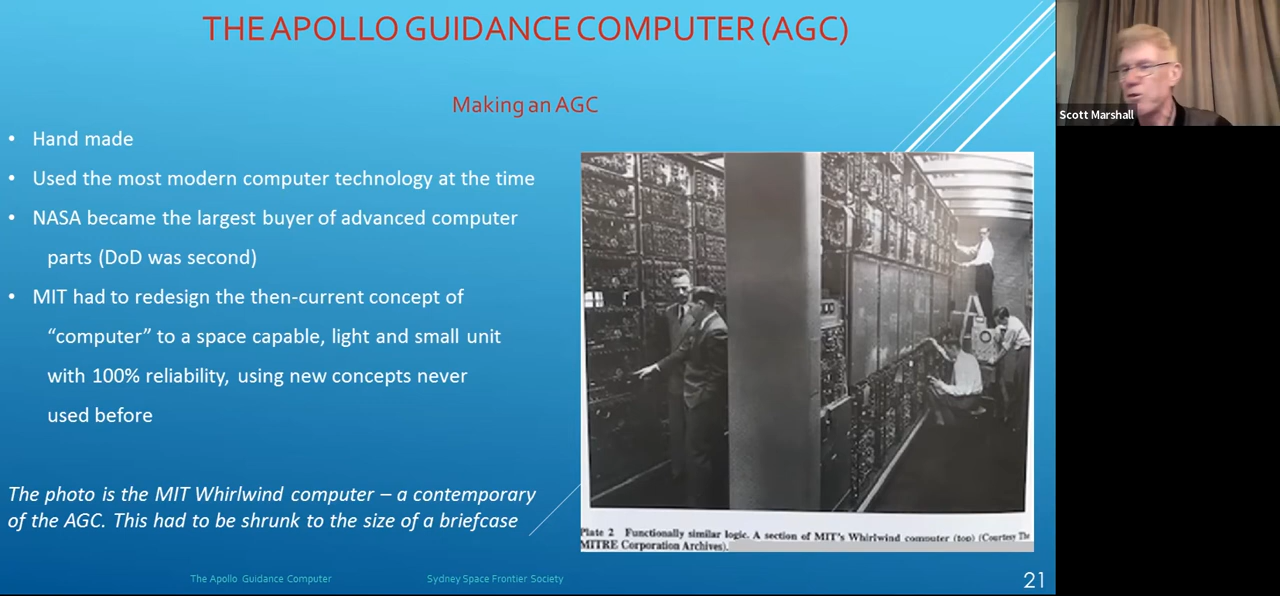 THE APOLLO GUIDANCE COMPUTER (AGC)
Making an AGC
• Hand made
• Used the most modern computer technology at the time
• NASA became the largest buyer of advanced computer
parts (DoD was second)
• MIT had to redesign the then-current concept of
“computer” to a space capable, light and small unit
with 100% reliability, using new concepts never
used before
The photo is the MIT Whirlwind computer – a contemporary
of the AGC. This had to be shrunk to the size of a briefcase
Plate 2 Functionally similar logic. A section of MIT's Whirlwind computer (top) (Courtesy The
MITRE Corporation Archives).
The Apollo Guidance Computer
Sydney Space Frontier Society
21
Scott Marshall